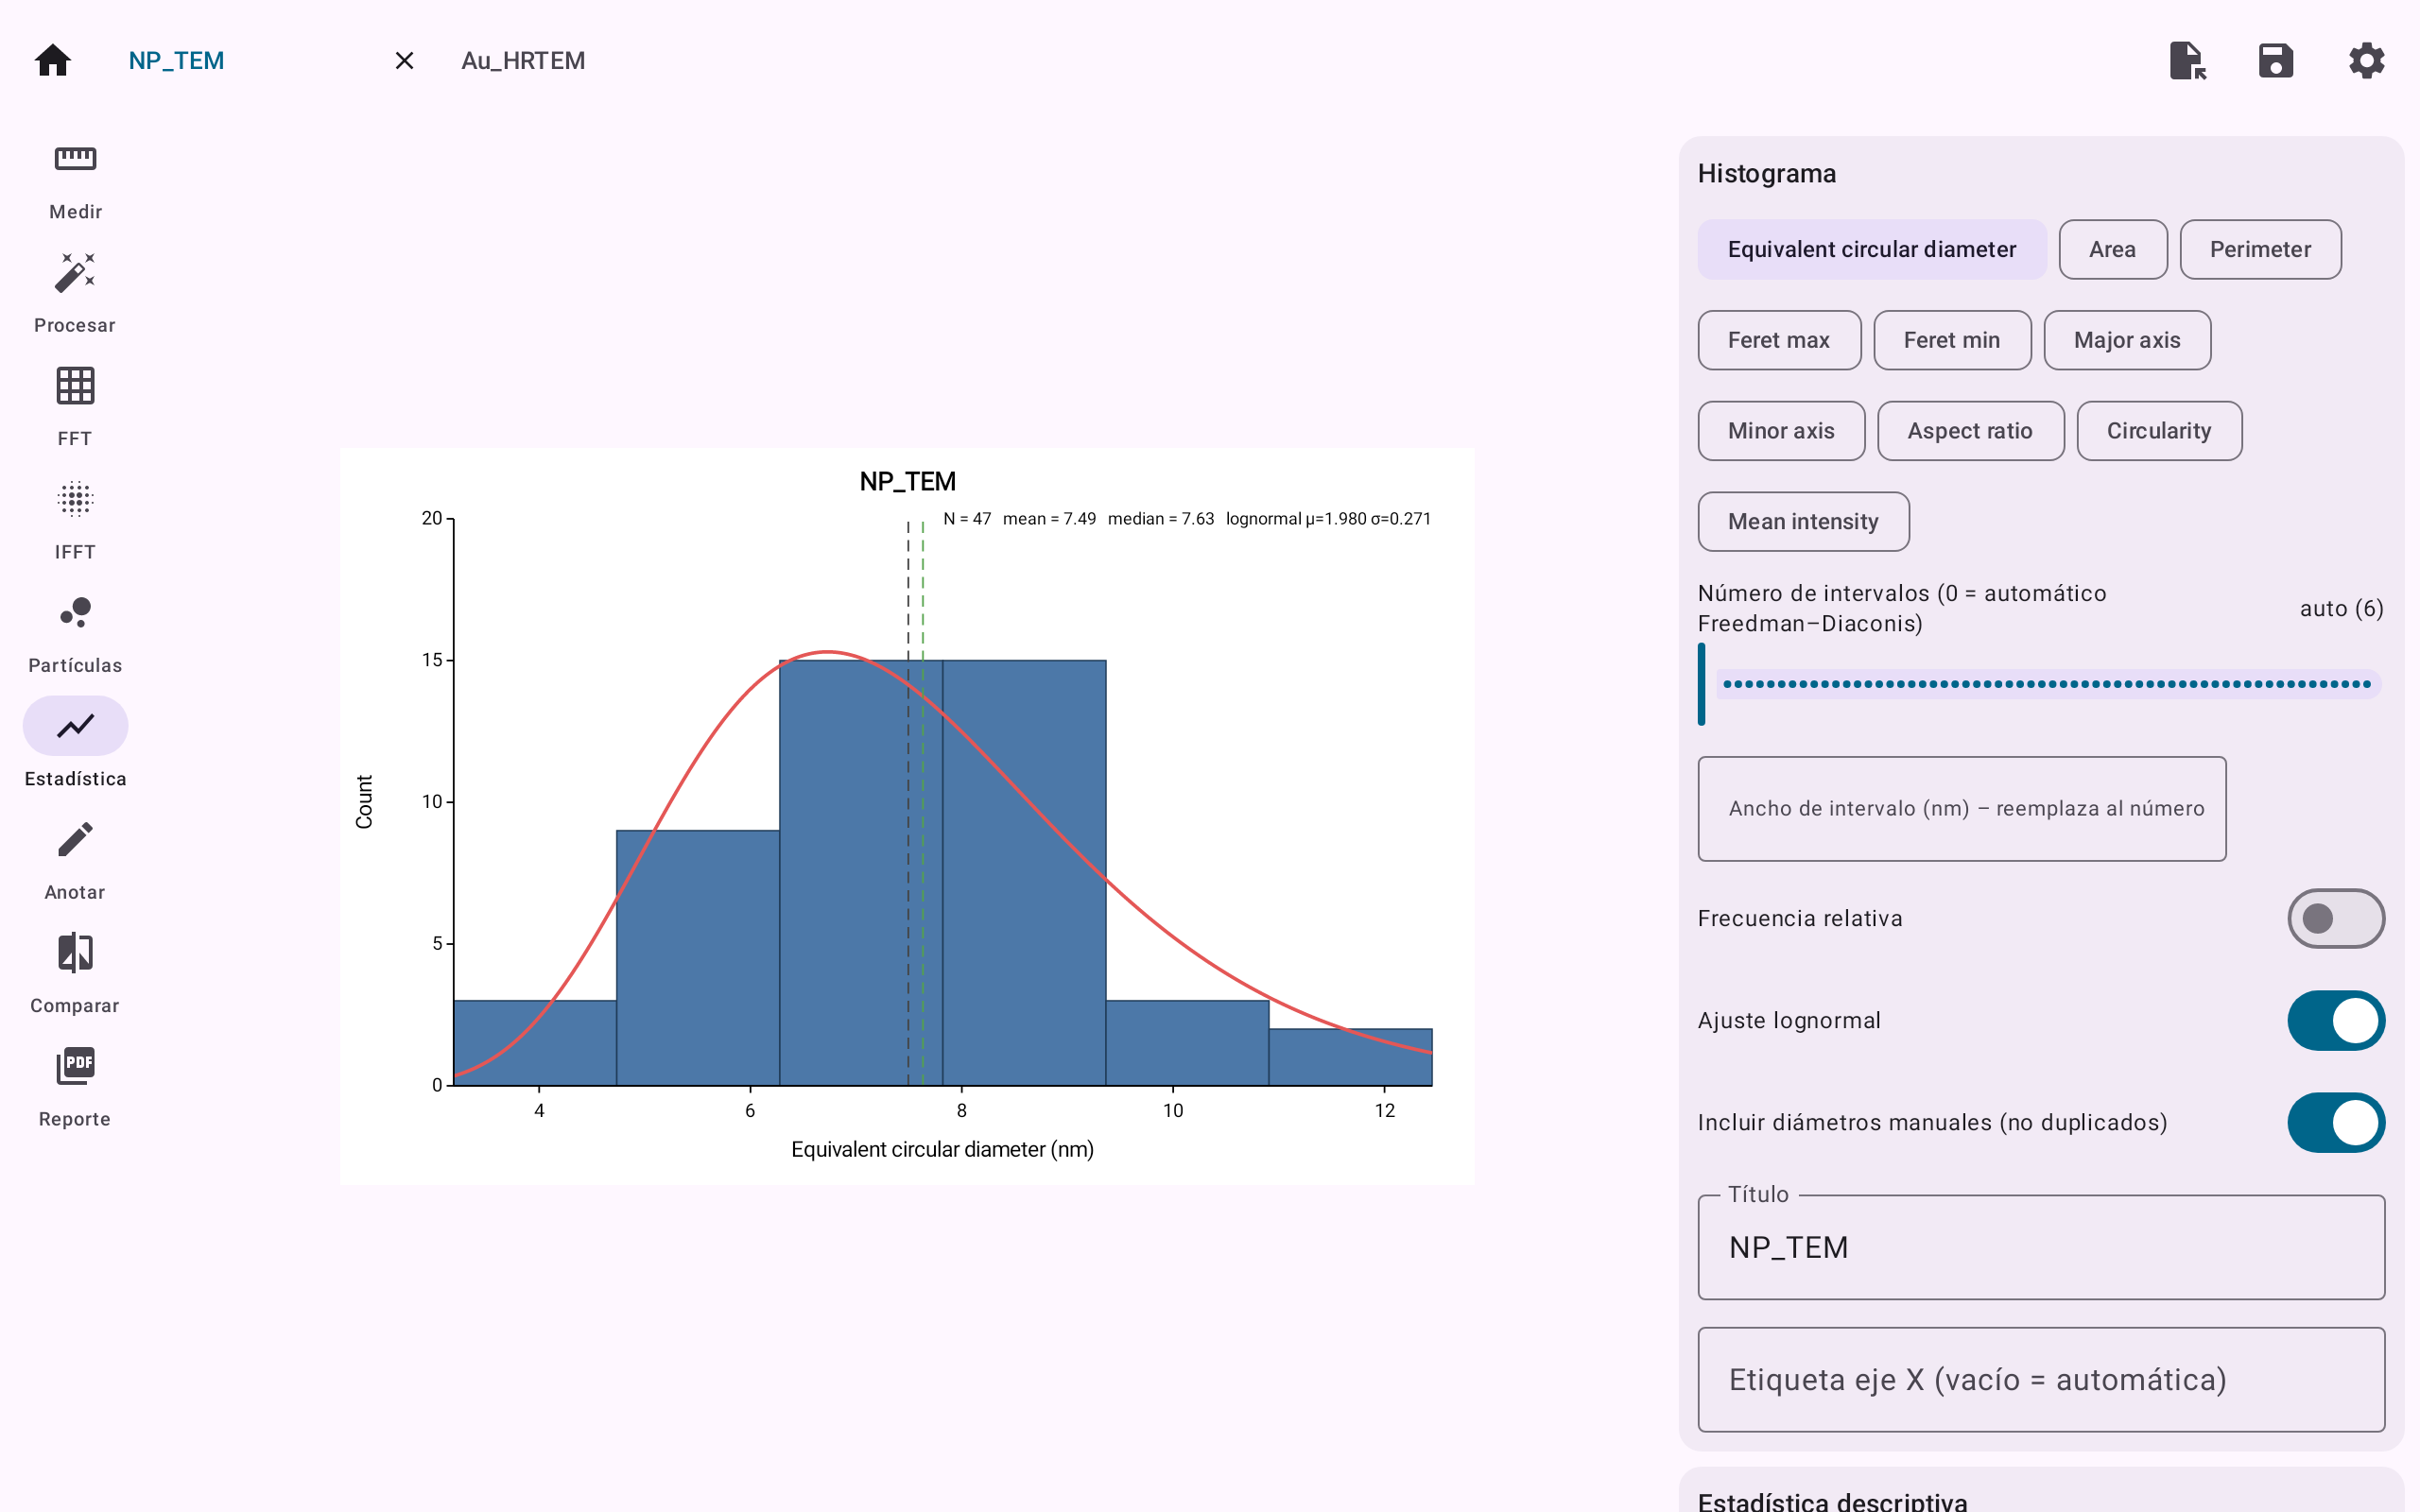 NP_TEM
Au_HRTEM
Medir
Procesar
FFT
IFFT
Partículas
Estadística
Anotar
Comparar
PDF
Reporte
NP_TEM
N = 47 mean = 7.49 median = 7.63 lognormal µ=1.980 σ=0.271
20
15
10
5
0
Count
4 6 8 10 12
Equivalent circular diameter (nm)
Histograma
Equivalent circular diameter Area Perimeter
Feret max Feret min Major axis
Minor axis Aspect ratio Circularity
Mean intensity
Número de intervalos (0 = automático
Freedman–Diaconis)
auto (6)
Ancho de intervalo (nm) – reemplaza al número
Frecuencia relativa
Ajuste lognormal
Incluir diámetros manuales (no duplicados)
Título
NP_TEM
Etiqueta eje X (vacío = automática)
Estadística descriptiva